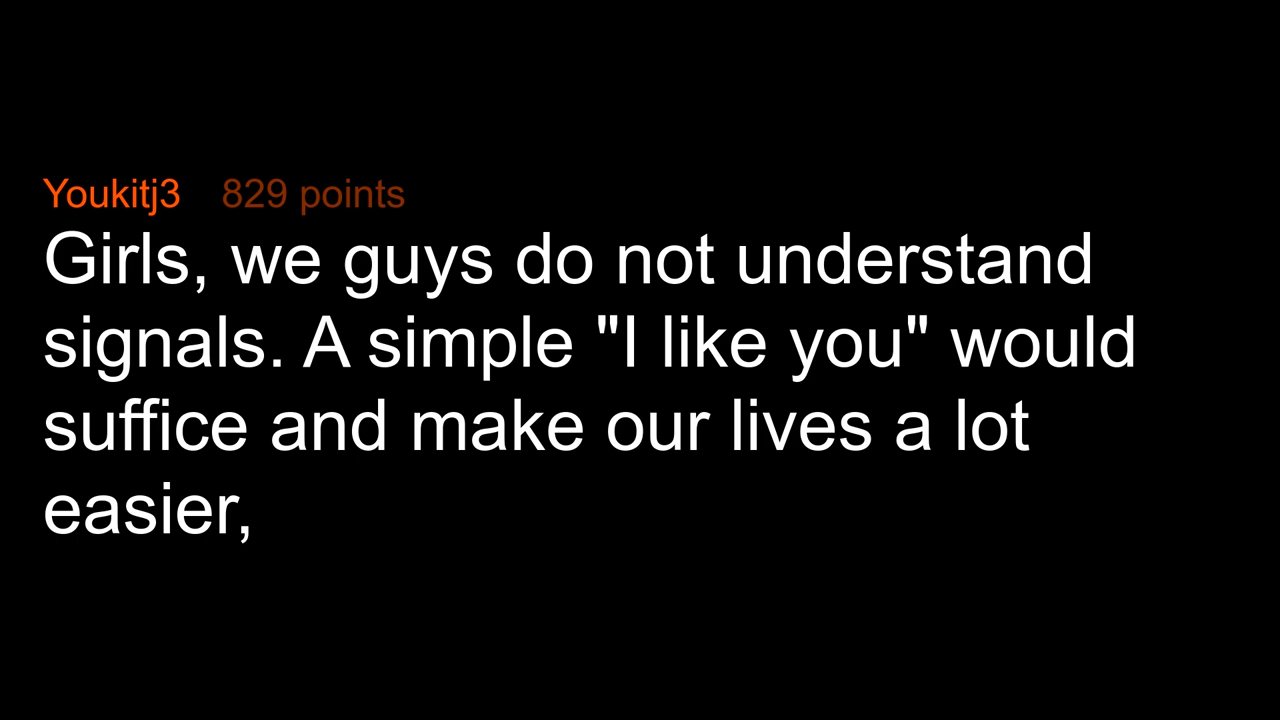 Youkitj3 829 points
Girls, we guys do not understand
signals. A simple "I like you" would
suffice and make our lives a lot
easier,